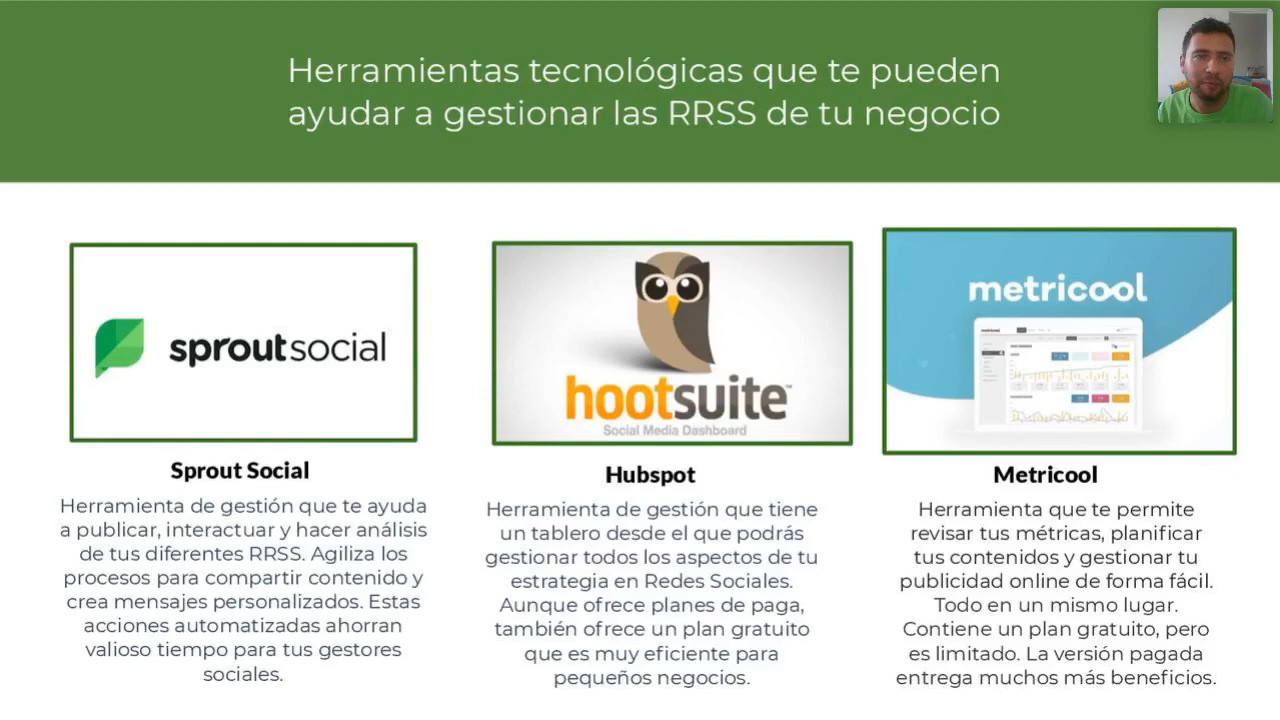 Herramientas tecnológicas que te pueden
ayudar a gestionar las RRSS de tu negocio
sproutsocial
Sprout Social
Herramienta de gestión que te ayuda
a publicar, interactuar y hacer análisis
de tus diferentes RRSS. Agiliza los
procesos para compartir contenido y
crea mensajes personalizados. Estas
acciones automatizadas ahorran
valioso tiempo para tus gestores
sociales.
hootsuite™
Social Media Dashboard
Hubspot
Herramienta de gestión que tiene
un tablero desde el que podrás
gestionar todos los aspectos de tu
estrategia en Redes Sociales.
Aunque ofrece planes de paga,
también ofrece un plan gratuito
que es muy eficiente para
pequeños negocios.
metricool
metricool
Metricool
Herramienta que te permite
revisar tus métricas, planificar
tus contenidos y gestionar tu
publicidad online de forma fácil.
Todo en un mismo lugar.
Contiene un plan gratuito, pero
es limitado. La versión pagada
entrega muchos más beneficios.